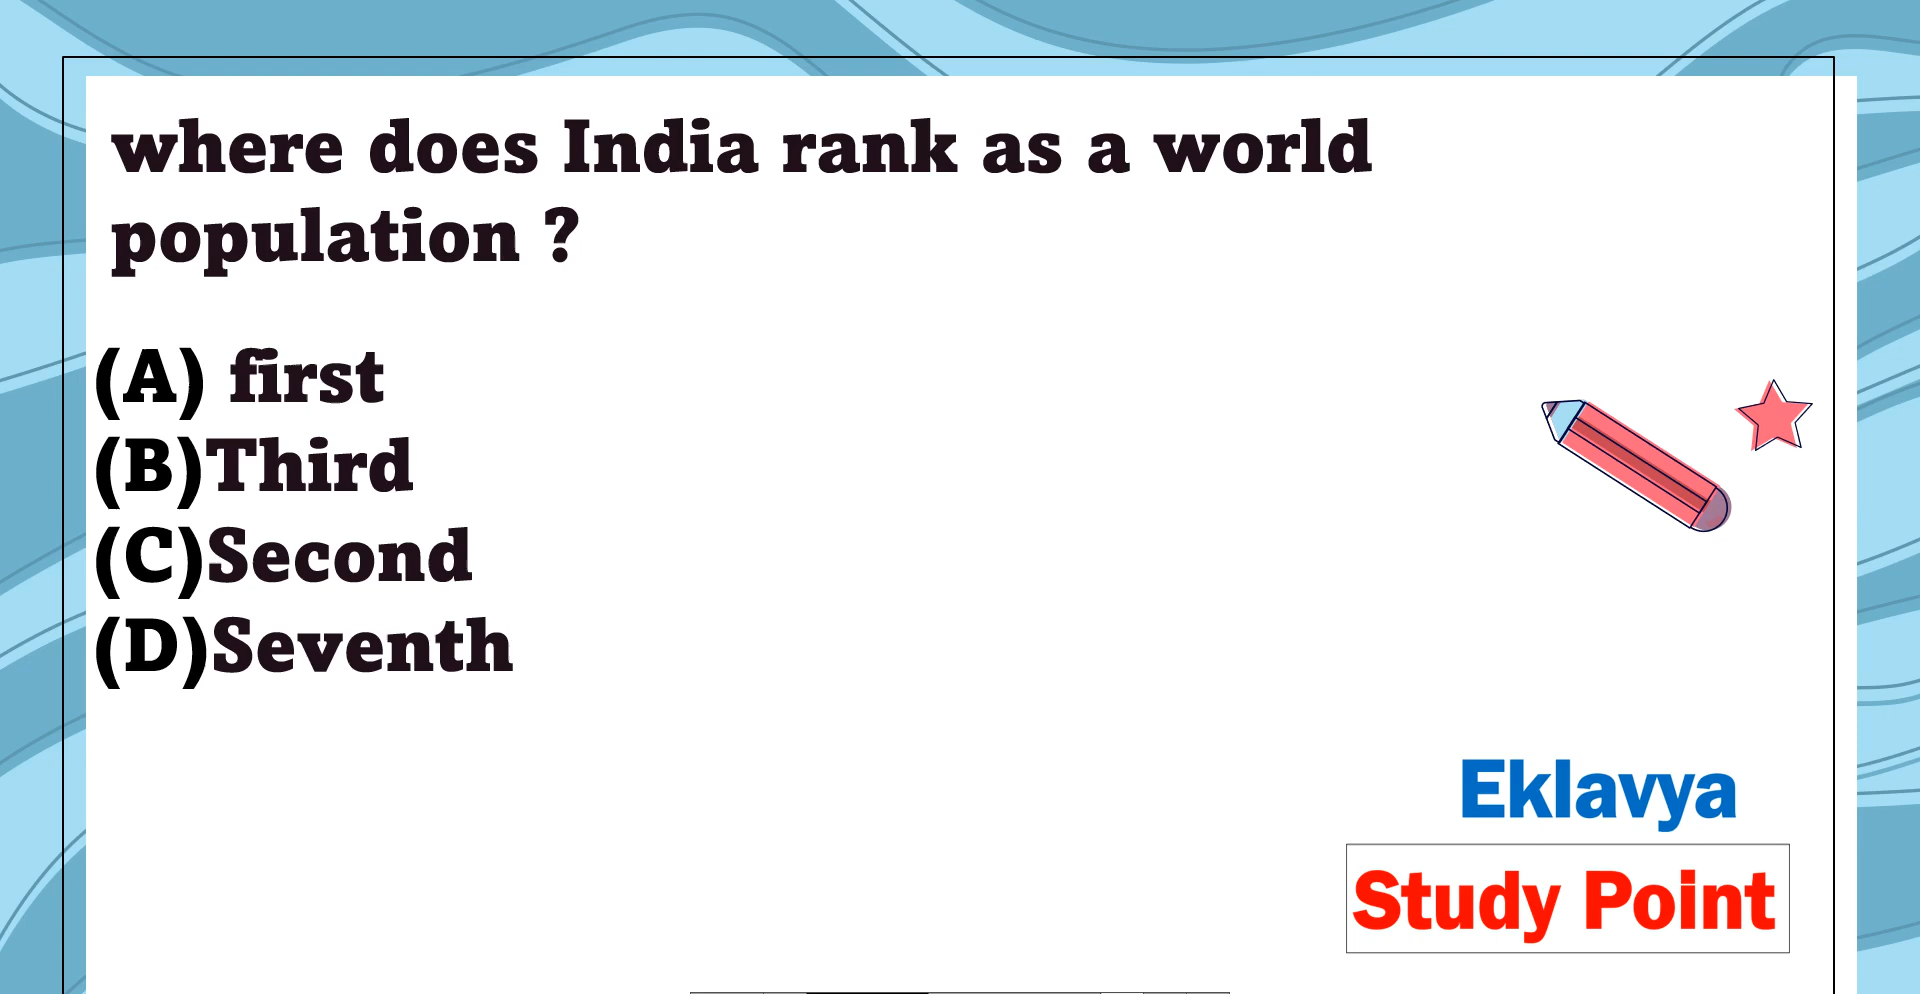 where does India rank as a world
population ?
(A) first
(B)Third
(C)Second
(D)Seventh
Eklavya
Study Point